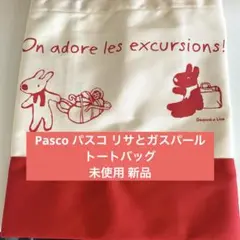 On adore les excursions!
Pasco パスコ リサとガスパール
トートバッグ
未使用 新品